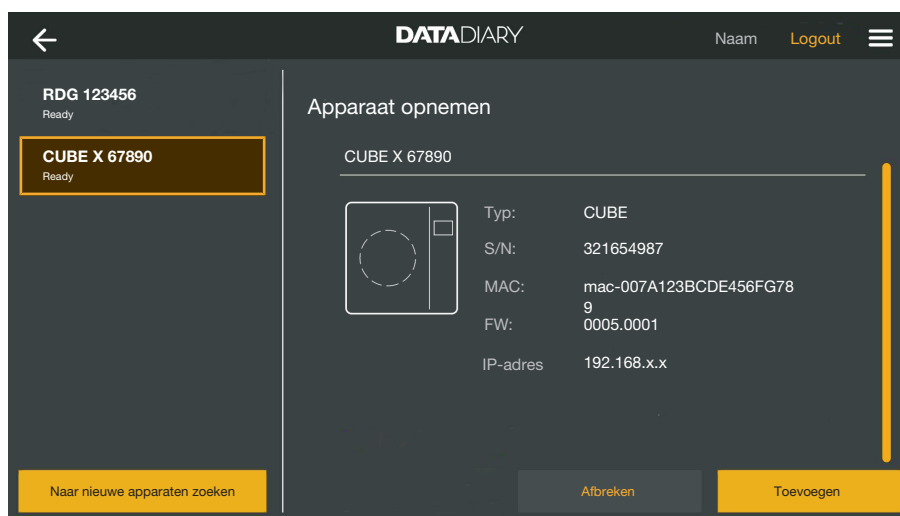 DATADIARY
Naam Logout
RDG 123456
Ready
CUBE X 67890
Ready
Naar nieuwe apparaten zoeken
Apparaat opnemen
CUBE X 67890
Typ: CUBE
S/N: 321654987
MAC: mac-007A123BCDE456FG78
9
FW: 0005.0001
IP-adres 192.168.x.x
Afbreken Toevoegen